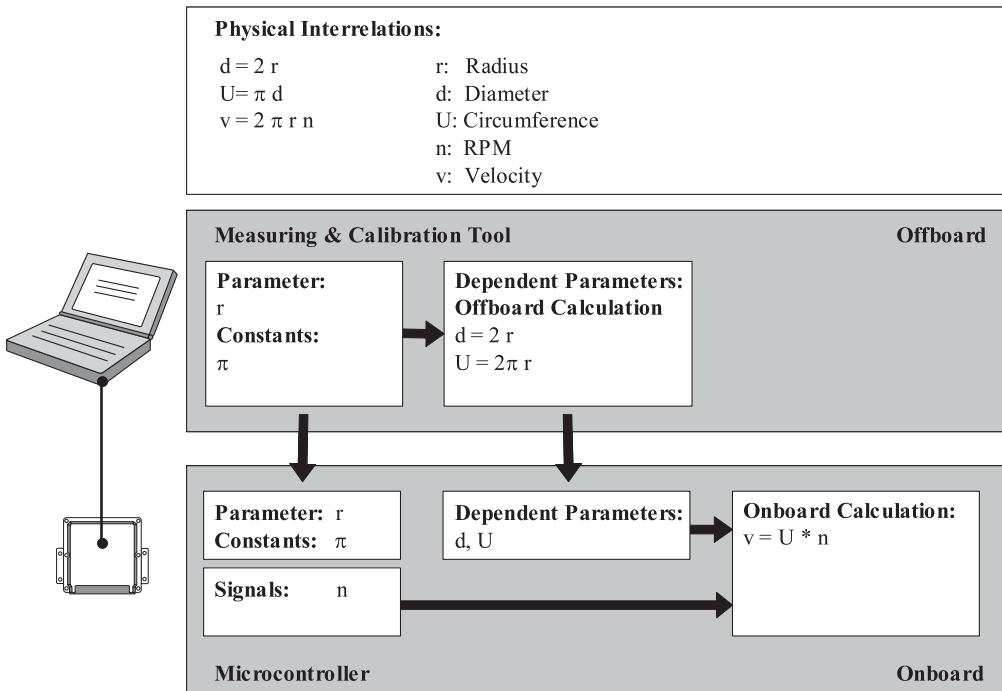 Physical Interrelations:
d = 2 r
U= π d
v = 2 π r n
r: Radius
d: Diameter
U: Circumference
n: RPM
v: Velocity
Measuring & Calibration Tool
Offboard
Parameter:
r
Constants:
π
Dependent Parameters:
Offboard Calculation
d = 2 r
U = 2π r
Parameter: r
Constants: π
Dependent Parameters:
d, U
Onboard Calculation:
v = U * n
Signals: n
Microcontroller
Onboard